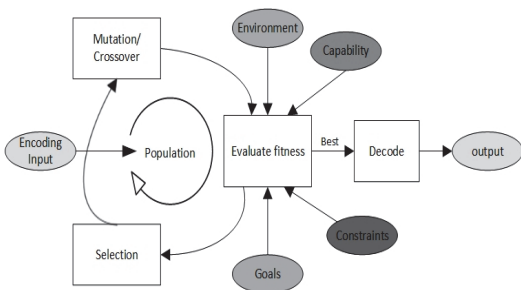 Environment
Mutation/
Crossover
Capability
Encoding
Input
Population
Evaluate fitness
Best
Decode
output
Selection
Constraints
Goals